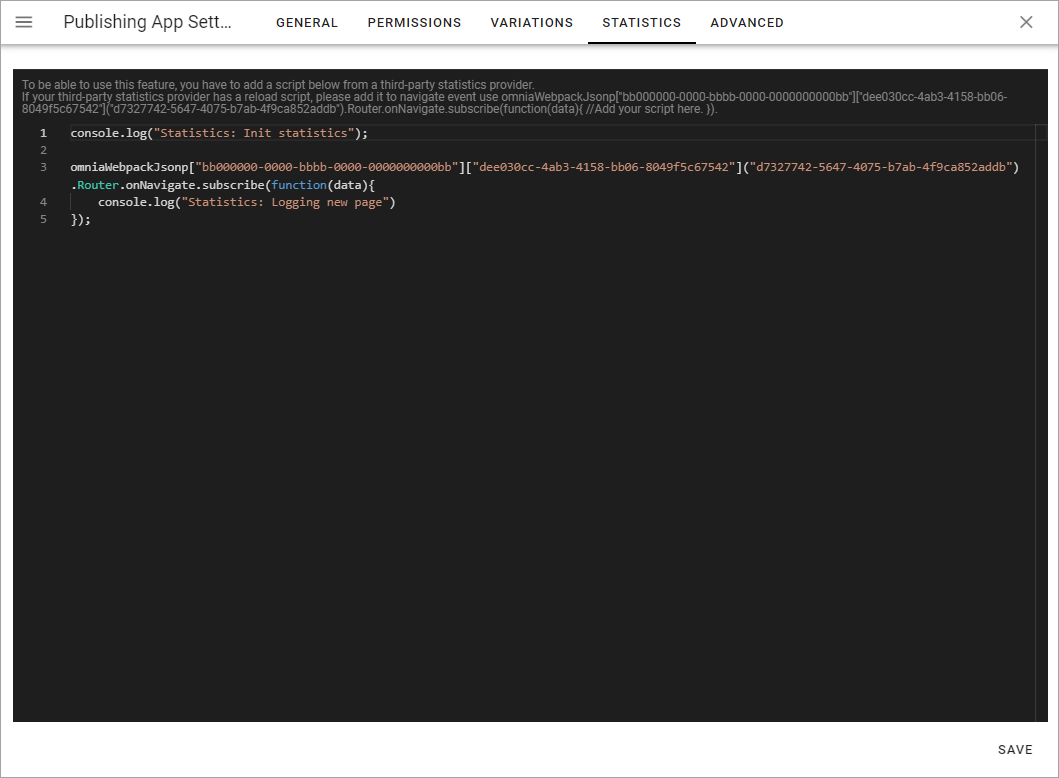 Publishing App Sett... GENERAL PERMISSIONS VARIATIONS STATISTICS ADVANCED
To be able to use this feature, you have to add a script below from a third-party statistics provider.
If your third-party statistics provider has a reload script, please add it to navigate event use omniaWebpackJsonp["bb000000-0000-bbbb-0000-0000000000bb"]["dee030cc-4ab3-4158-bb06-
8049f5c67542"]("d7327742-5647-4075-b7ab-4f9ca852addb").Router.onNavigate.subscribe(function(data){ //Add your script here. }).
1 console.log("Statistics: Init statistics");
2
3 omniaWebpackJsonp["bb000000-0000-bbbb-0000-0000000000bb"]["dee030cc-4ab3-4158-bb06-8049f5c67542"]("d7327742-5647-4075-b7ab-4f9ca852addb")
.Router.onNavigate.subscribe(function(data){
4 console.log("Statistics: Logging new page")
5 });
SAVE